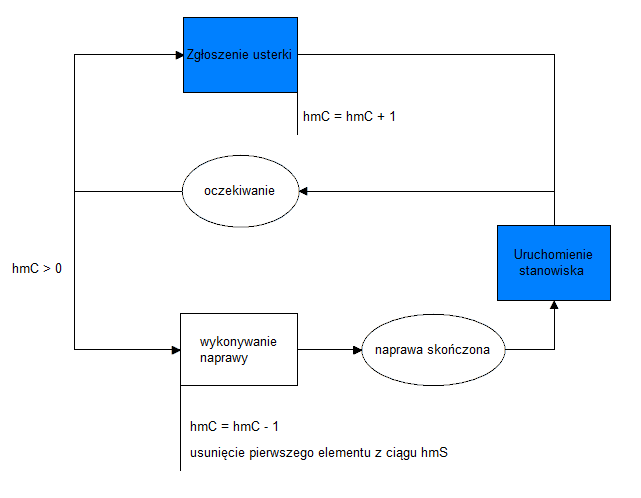 Zgłoszenie usterki
hmC = hmC + 1
oczekiwanie
Uruchomienie
stanowiska
hmC > 0
wykonywanie
naprawy
naprawa skończona
hmC = hmC - 1
usunięcie pierwszego elementu z ciągu hmS